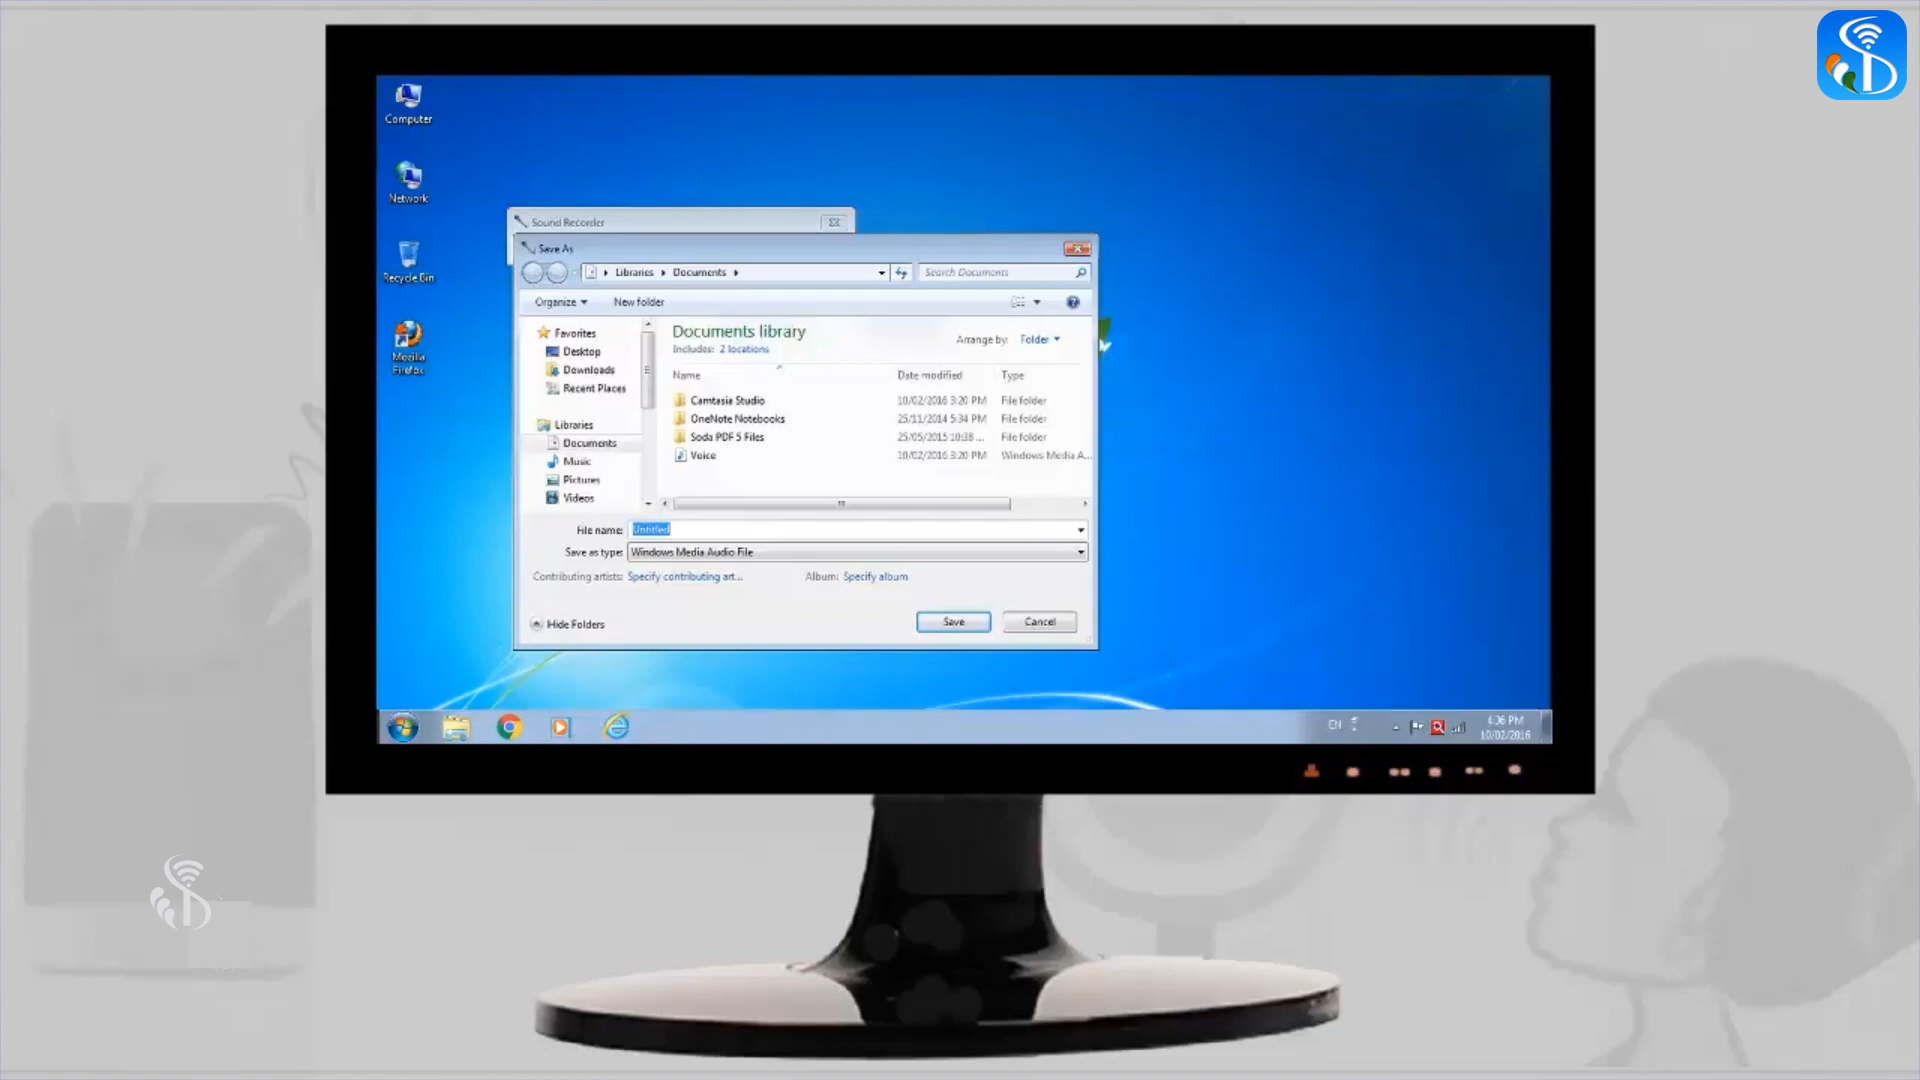 Computer
Network
Recycle Bin
Mozilla
Firefox
Sound Recorder
Save As
Libraries Documents
Search Documents
Organize New folder
Favorites
Desktop
Downloads
Recent Places
Libraries
Documents
Music
Pictures
Videos
Documents library
Includes: 2 locations
Arrange by: Folder
Name Date modified Type
Camtasia Studio 10/02/2016 3:20 PM File folder
OneNote Notebooks 25/11/2014 5:34 PM File folder
Soda PDF 5 Files 25/05/2015 10:38 ... File folder
Voice 10/02/2016 3:20 PM Windows Media A...
File name: Untitled
Save as type: Windows Media Audio File
Contributing artists: Specify contributing art... Album: Specify album
Hide Folders Save Cancel
EN
4:36 PM
10/02/2016